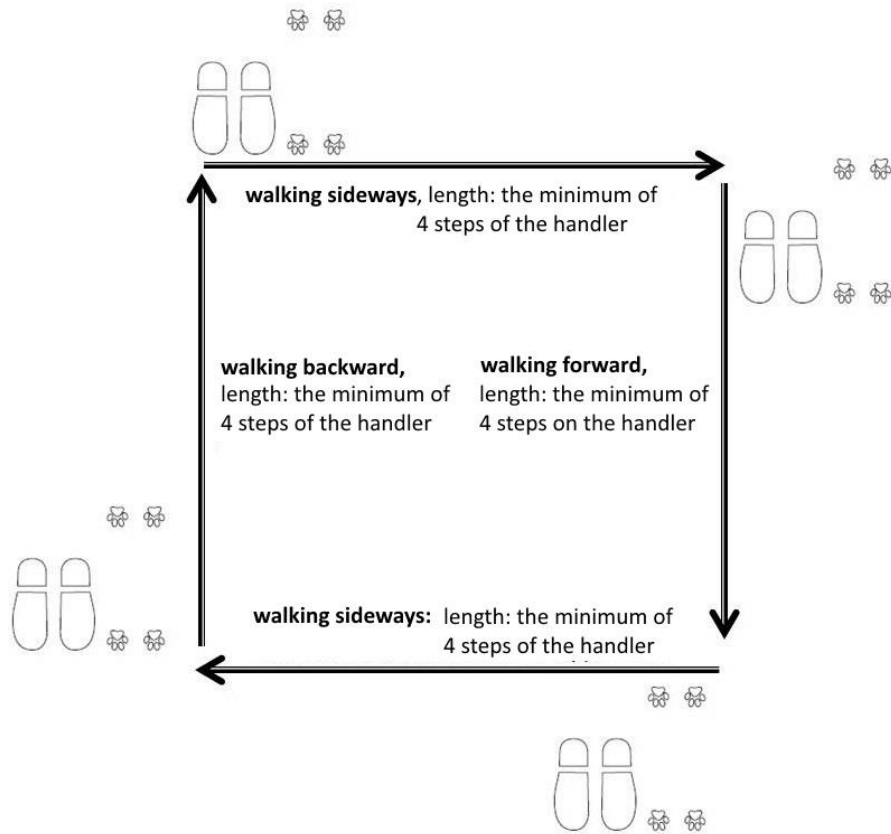 walking sideways, length: the minimum of
4 steps of the handler
walking backward,
length: the minimum of
4 steps of the handler
walking forward,
length: the minimum of
4 steps on the handler
walking sideways: length: the minimum of
4 steps of the handler